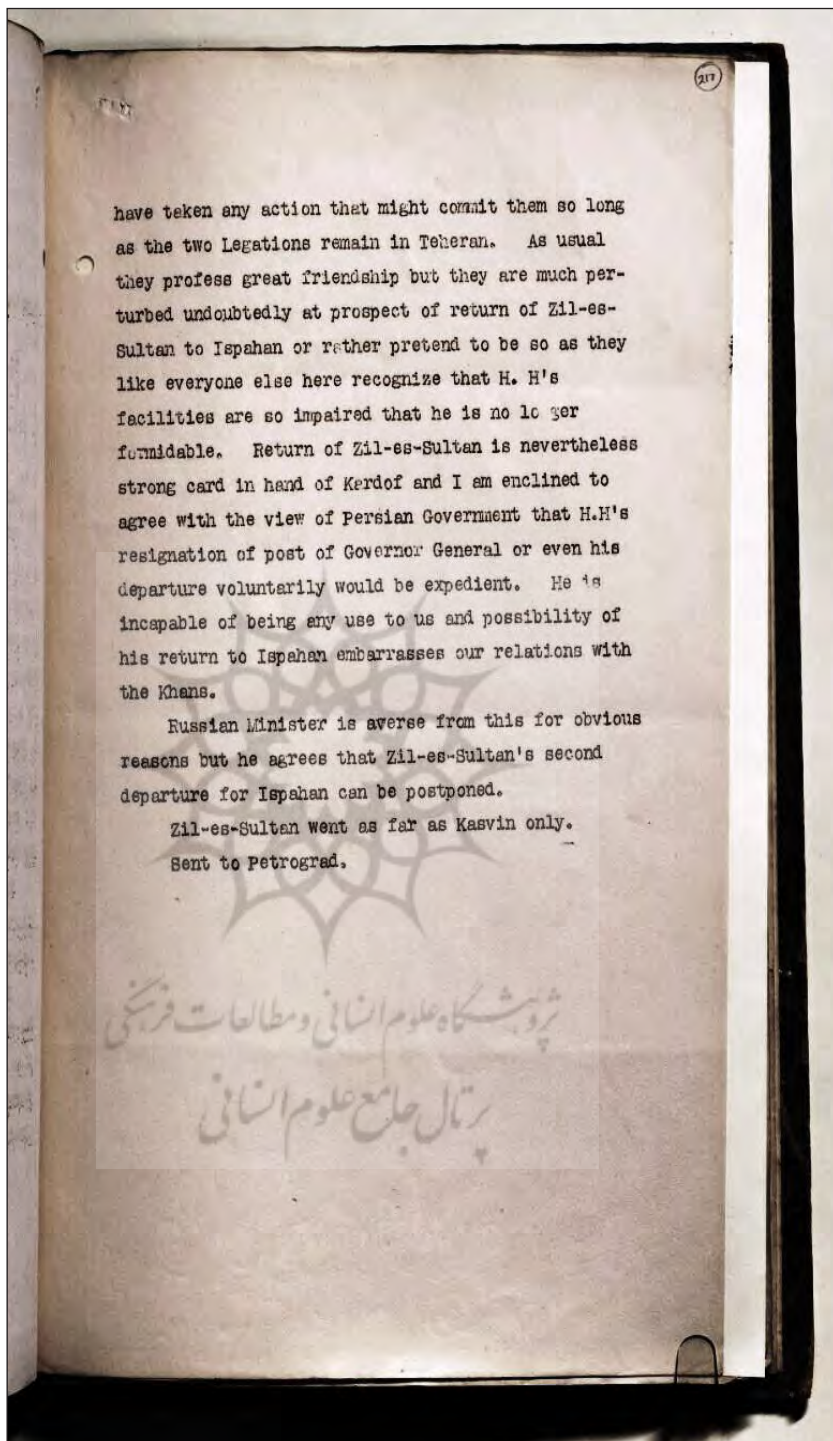 217
have taken any action that might commit them so long
as the two Legations remain in Teheran. As usual
they profess great friendship but they are much per-
turbed undoubtedly at prospect of return of Zil-es-
Sultan to Ispahan or rather pretend to be so as they
like everyone else here recognize that H. H's
facilities are so impaired that he is no lo ger
formidable. Return of Zil-es-Sultan is nevertheless
strong card in hand of Kardof and I am enclined to
agree with the view of Persian Government that H.H's
resignation of post of Governor General or even his
departure voluntarily would be expedient. He is
incapable of being any use to us and possibility of
his return to Ispahan embarrasses our relations with
the Khans.
Russian Minister is averse from this for obvious
reasons but he agrees that Zil-es-Sultan's second
departure for Ispahan can be postponed.
Zil-es-Sultan went as far as Kasvin only.
Sent to Petrograd.
پژوهشگاه علوم انسانی و مطالعات فرهنگی
پرتال جامع علوم انسانی